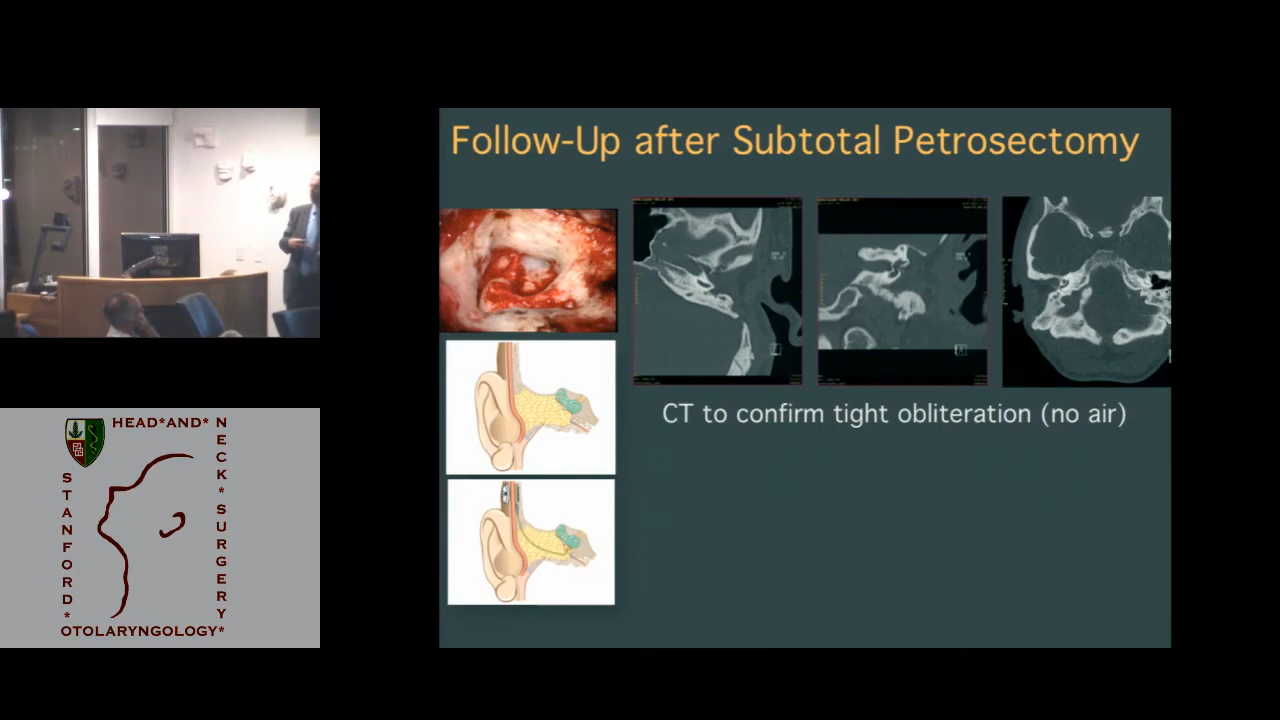 Follow-Up after Subtotal Petrosectomy
CT to confirm tight obliteration (no air)
HEAD*AND*
NECK*SURGERY*
STANFORD*
OTOLARYNGOLOGY*